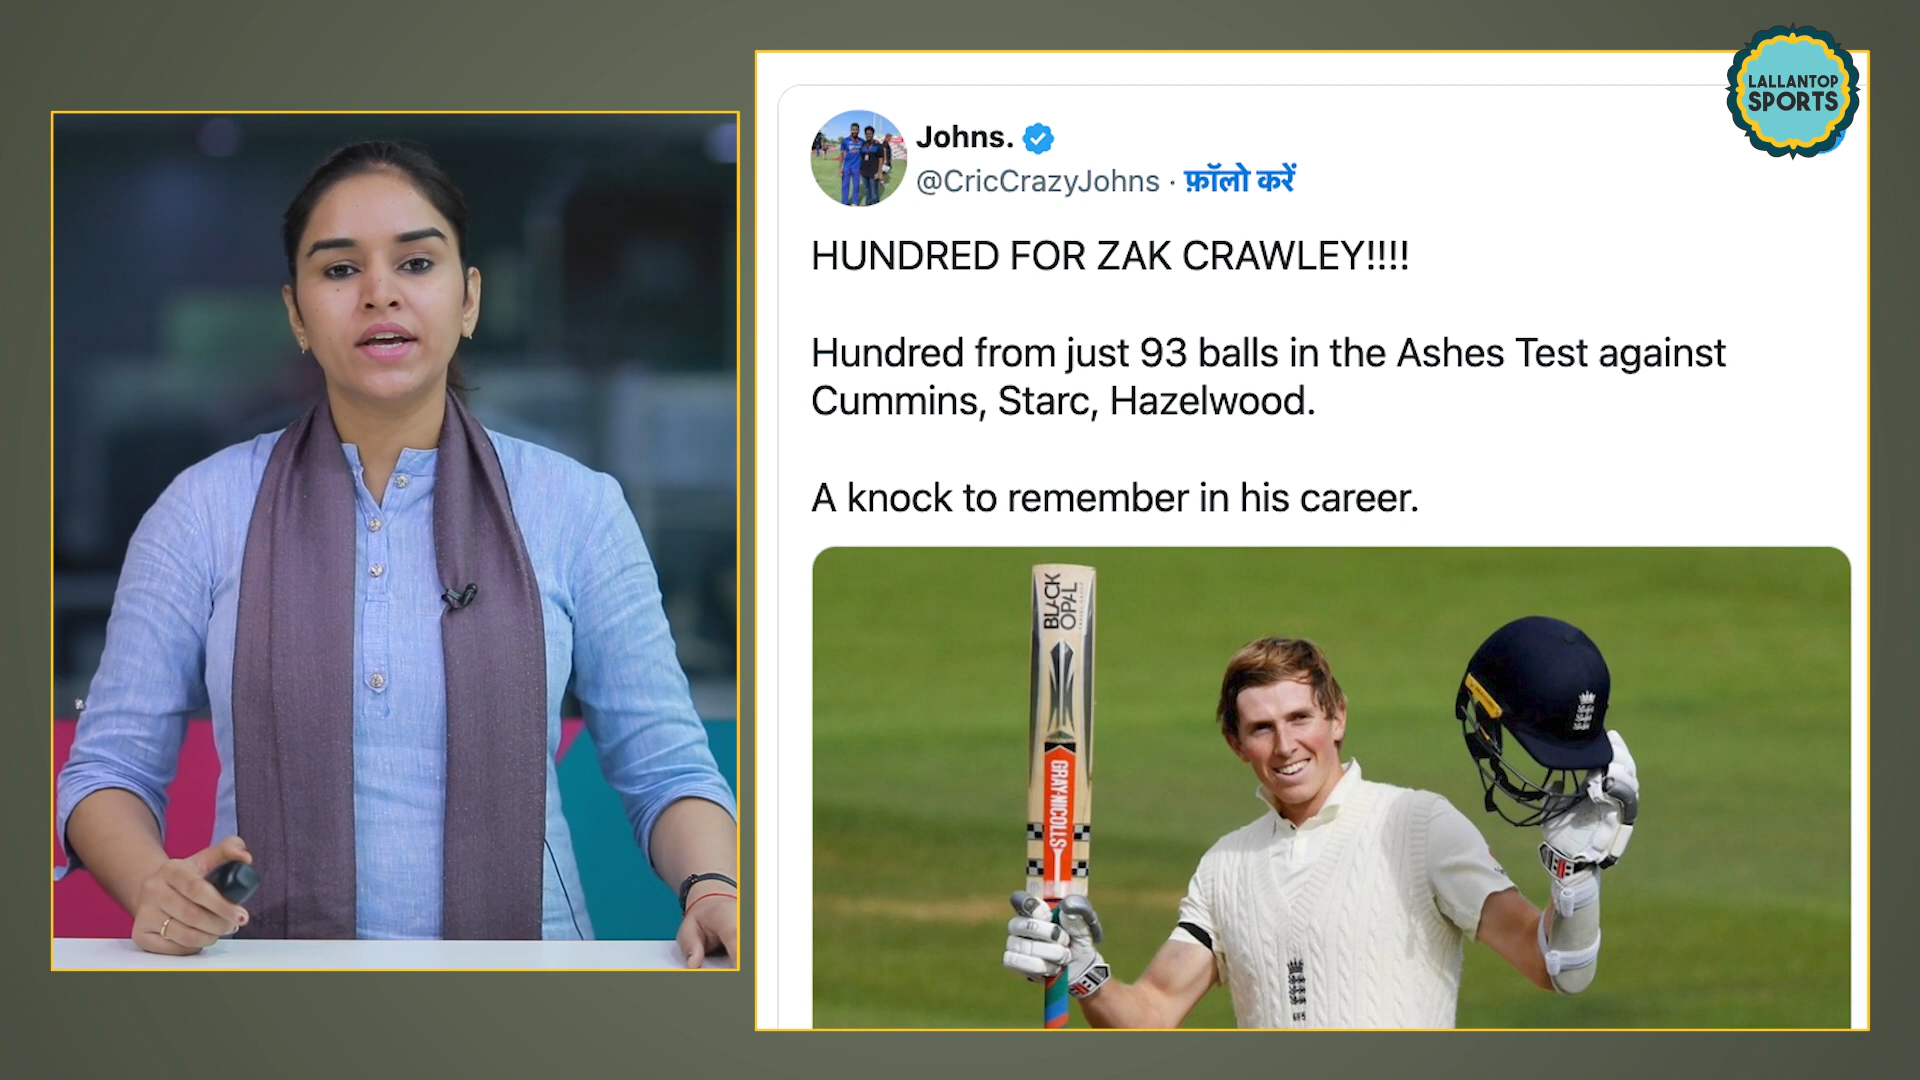 LALLANTOP
SPORTS
Johns.
@CricCrazyJohns · फ़ॉलो करें
HUNDRED FOR ZAK CRAWLEY!!!!
Hundred from just 93 balls in the Ashes Test against
Cummins, Starc, Hazelwood.
A knock to remember in his career.
BLACK
OPAL
GRAY-NICOLLS